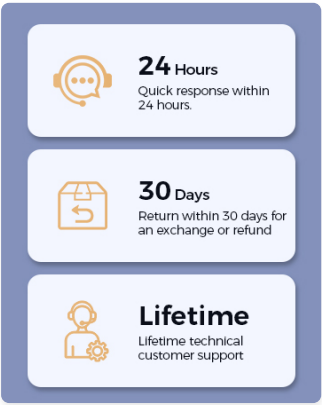 24 Hours
Quick response within
24 hours.
30 Days
Return within 30 days for
an exchange or refund
Lifetime
Lifetime technical
customer support